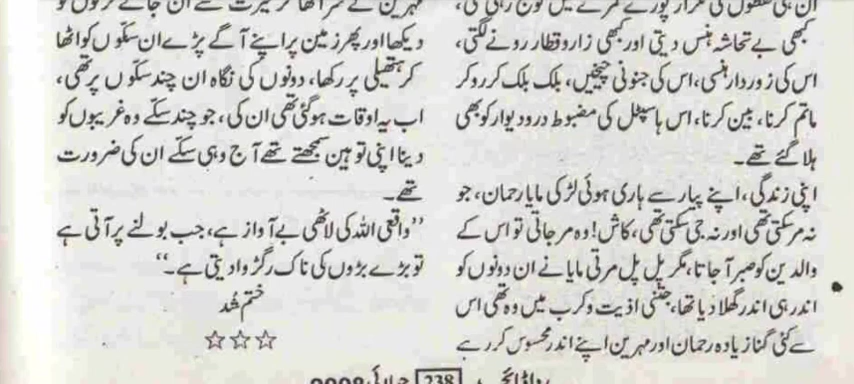 ان ہی لفظوں کی تکرار پورے کمرے میں گونج رہی تھی،
کبھی بے تحاشہ ہنس دیتی اور کبھی زار و قطار رونے لگتی،
اس کی زوردار ہنسی، اس کی جنونی چیخیں، بلک بلک کر رو کر
ماتم کرنا، بین کرنا، اس ہاسپٹل کی مضبوط در و دیوار کو بھی
ہلا گئے تھے۔
اپنی زندگی، اپنے پیار سے ہاری ہوئی لڑکی مایا رحمان، جو
نہ مر سکتی تھی اور نہ جی سکتی تھی، کاش! وہ مر جاتی تو اس کے
والدین کو صبر آ جاتا، مگر پل پل مرتی مایا نے ان دونوں کو
اندر ہی اندر گھلا دیا تھا، جتنی اذیت و کرب میں وہ تھی اس
سے کئی گنا زیادہ رحمان اور مہرین اپنے اندر محسوس کر رہے
مہرین نے سر اٹھا کر حیرت سے ان جانے کو
دیکھا اور پھر زمین پر اپنے آگے پڑے ان سکوں کو اٹھا
کر ہتھیلی پر رکھا، دونوں کی نگاہ ان چند سکوں پر تھی،
اب یہ اوقات ہو گئی تھی ان کی، جو چند سکے وہ غریبوں کو
دینا اپنی توہین سمجھتے تھے آج وہی سکے ان کی ضرورت
تھے۔
’’واقعی اللہ کی لاٹھی بے آواز ہے، جب بولنے پر آتی ہے
تو بڑے بڑوں کی ناک رگڑوا دیتی ہے۔‘‘
ختم شد
☆☆☆
238